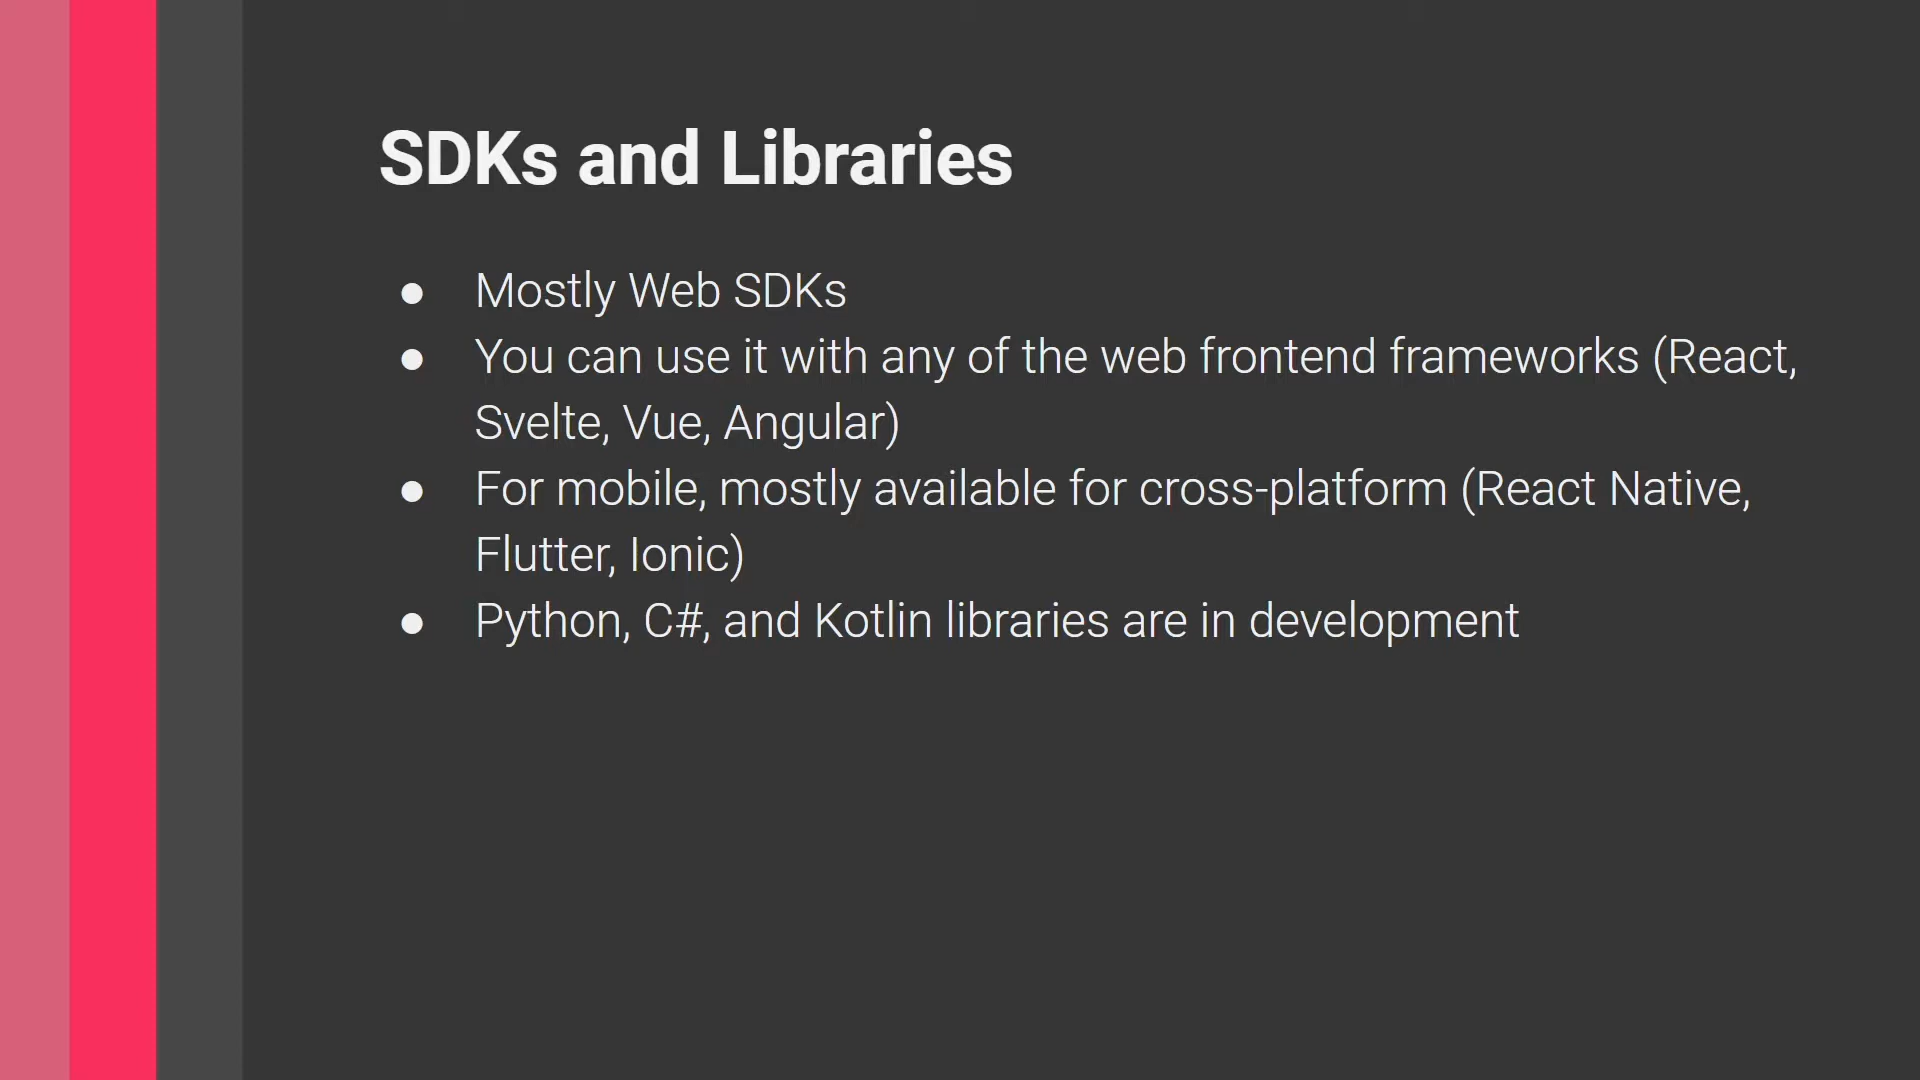 SDKs and Libraries
● Mostly Web SDKs
● You can use it with any of the web frontend frameworks (React,
Svelte, Vue, Angular)
● For mobile, mostly available for cross-platform (React Native,
Flutter, Ionic)
● Python, C#, and Kotlin libraries are in development